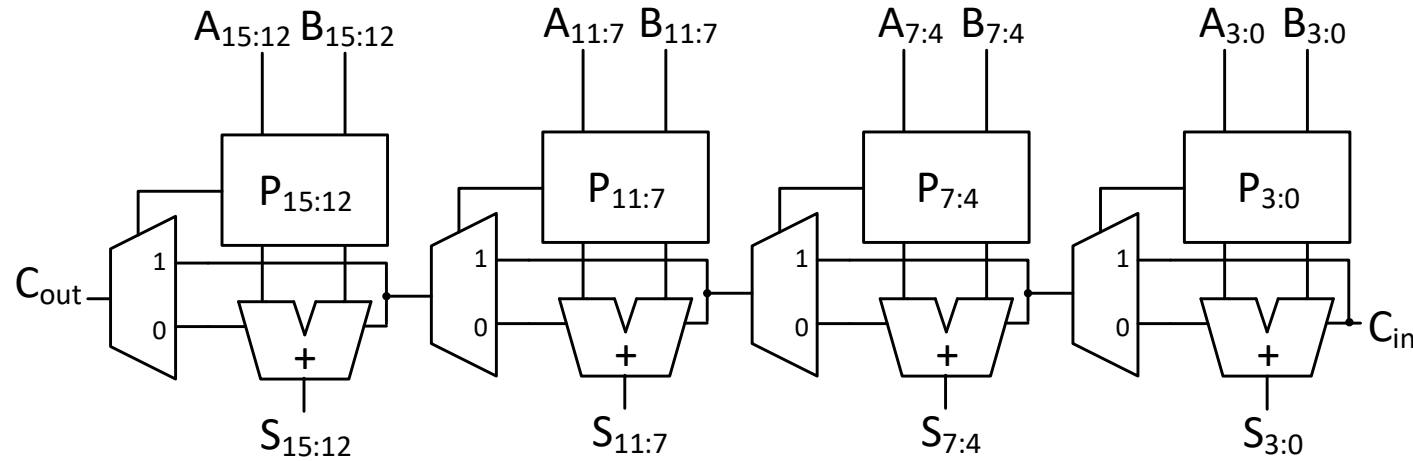 A15:12 B15:12 A11:7 B11:7 A7:4 B7:4 A3:0 B3:0
P15:12 P11:7 P7:4 P3:0
1 1 1 1
Cout
0 0 0 0
+ + + +
Cin
S15:12 S11:7 S7:4 S3:0